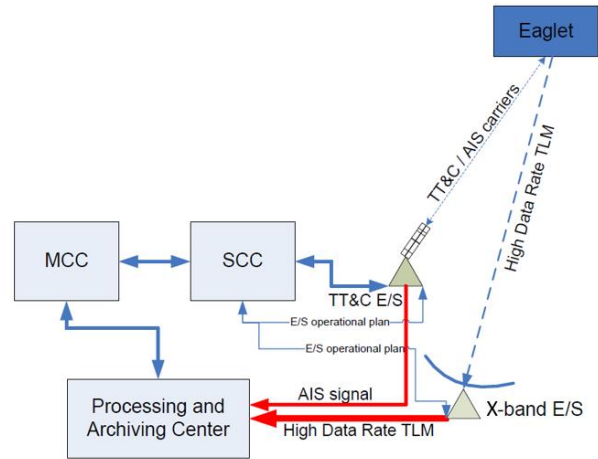 Eaglet
TT&C / AIS carriers
High Data Rate TLM
MCC
SCC
TT&C E/S
E/S operational plan
E/S operational plan
AIS signal
X-band E/S
Processing and
Archiving Center
High Data Rate TLM